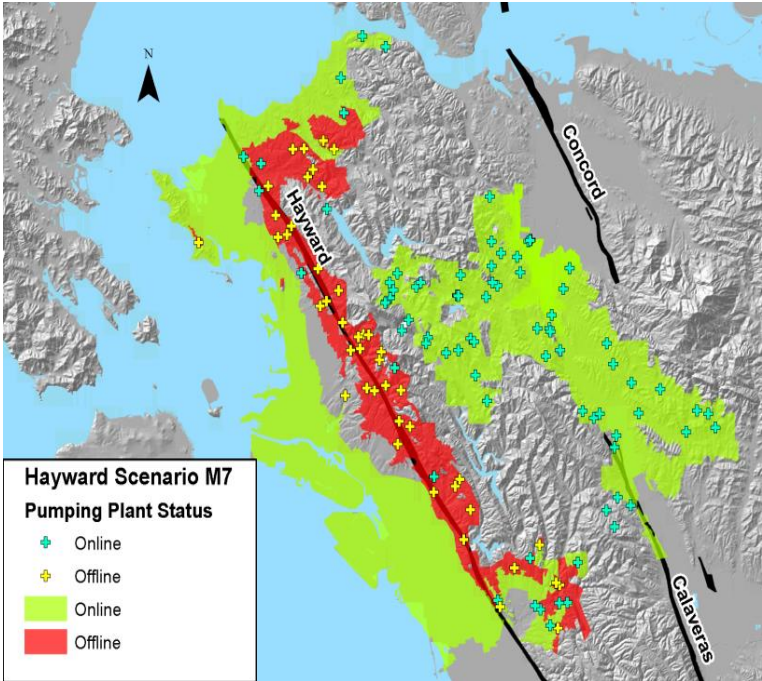 N
Concord
Hayward
Calaveras
Hayward Scenario M7
Pumping Plant Status
Online
Offline
Online
Offline